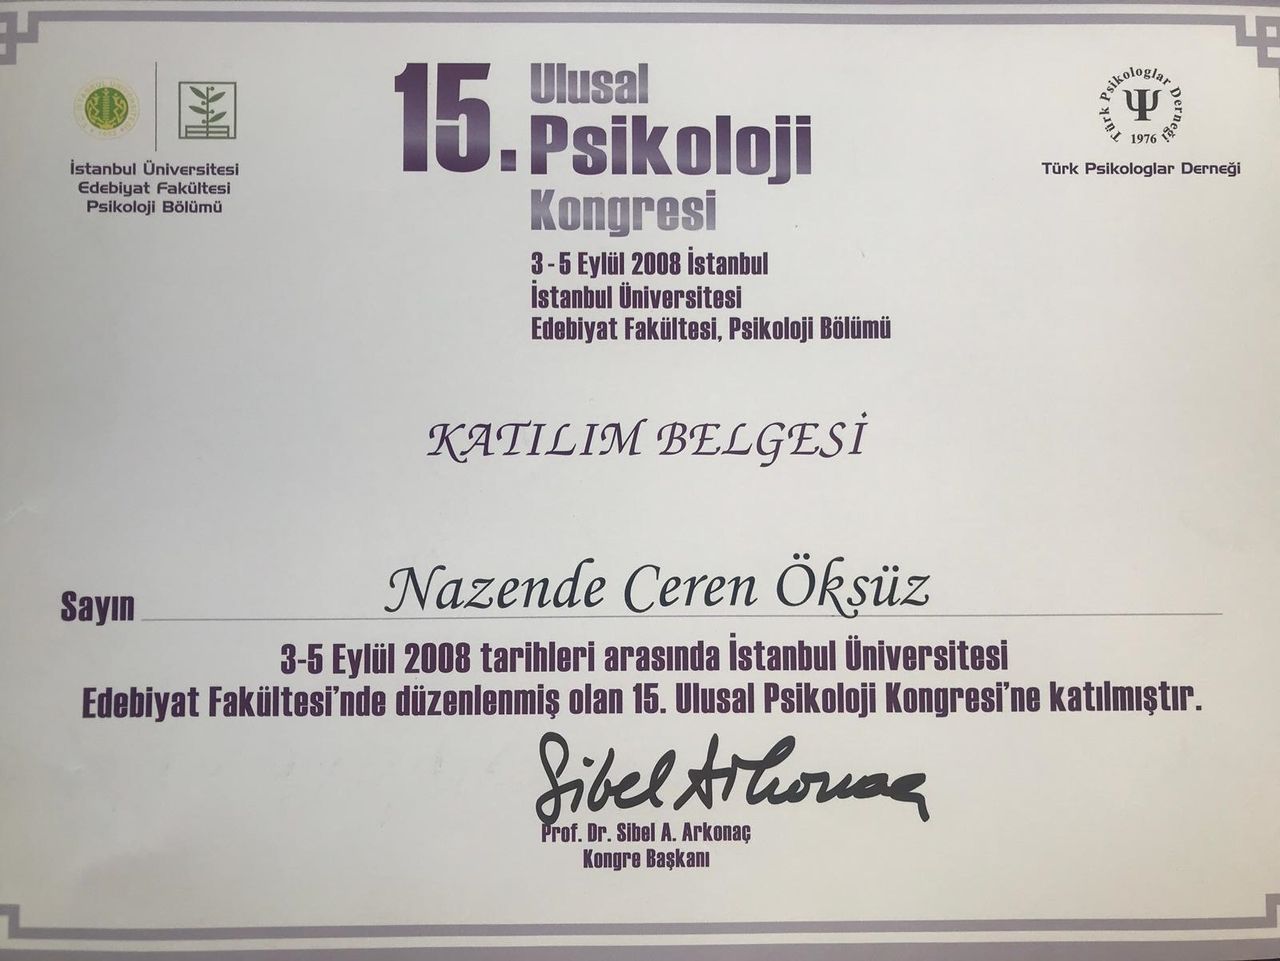 İstanbul Üniversitesi
Edebiyat Fakültesi
Psikoloji Bölümü
15. Ulusal
Psikoloji
Kongresi
3 - 5 Eylül 2008 İstanbul
İstanbul Üniversitesi
Edebiyat Fakültesi, Psikoloji Bölümü
Türk Psikologlar Derneği
1976
Türk Psikologlar Derneği
KATILIM BELGESİ
Sayın Nazende Ceren Öksüz
3-5 Eylül 2008 tarihleri arasında İstanbul Üniversitesi
Edebiyat Fakültesi'nde düzenlenmiş olan 15. Ulusal Psikoloji Kongresi'ne katılmıştır.
Sibel Arkonaç
Prof. Dr. Sibel A. Arkonaç
Kongre Başkanı